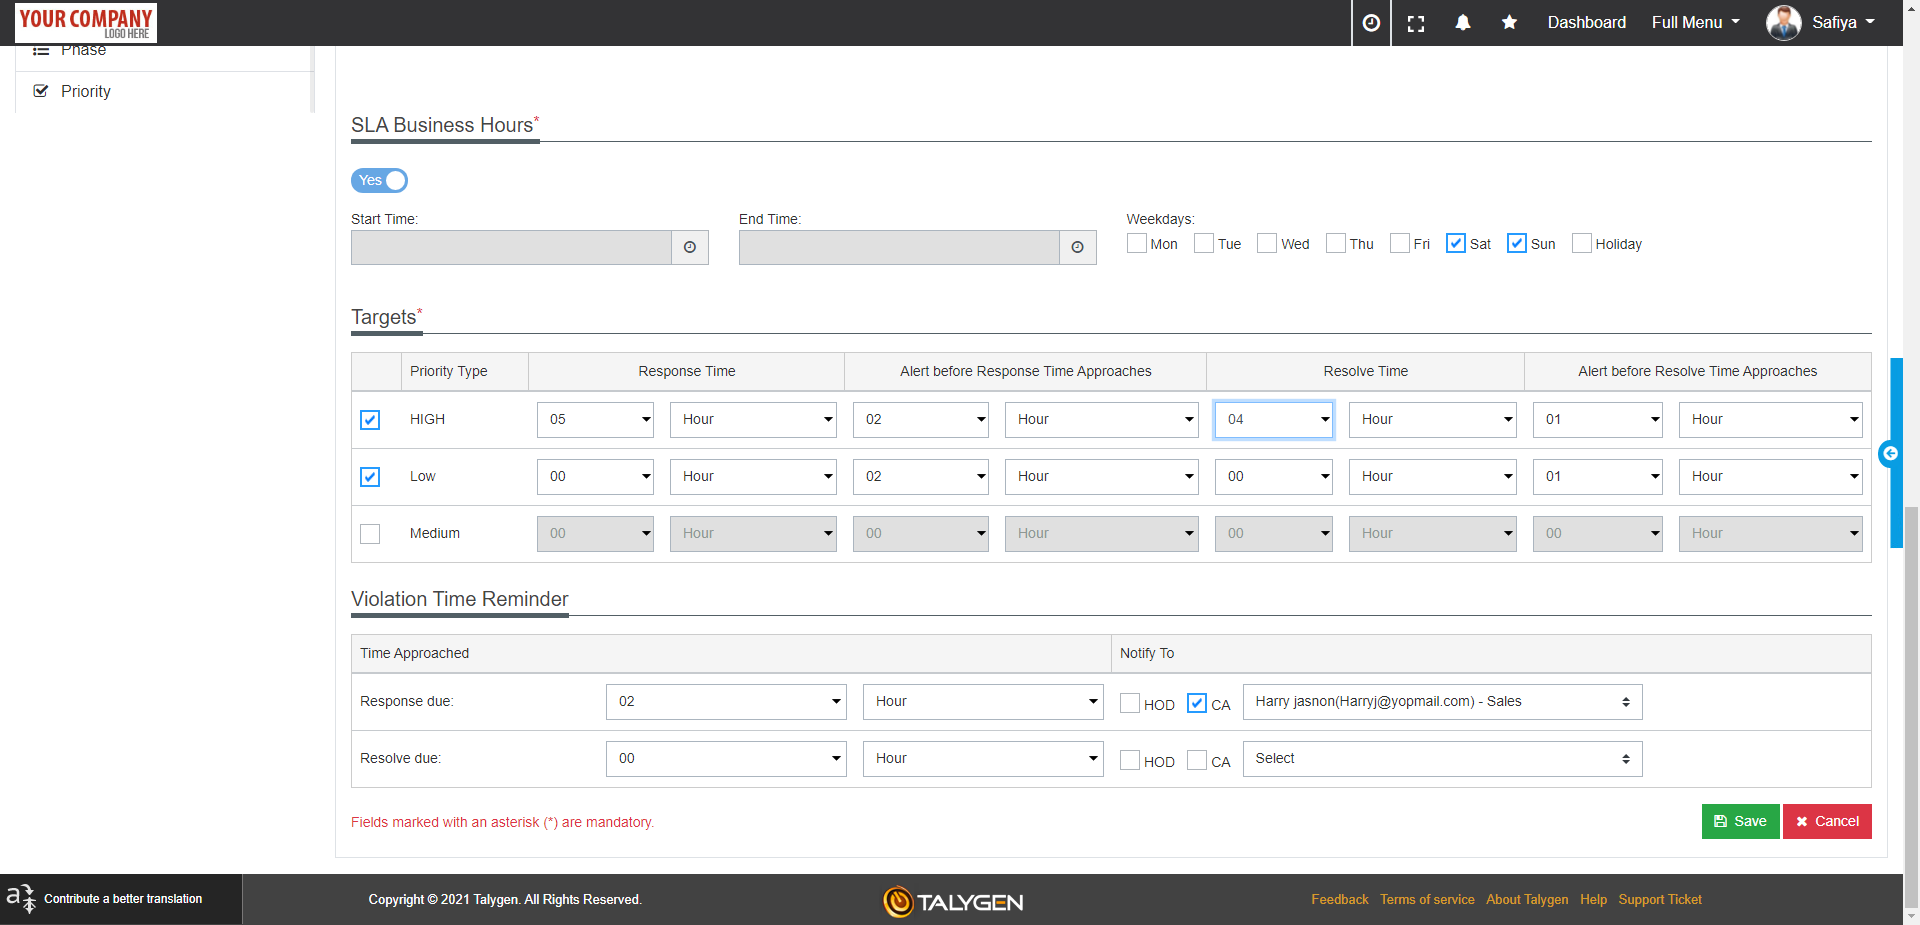 YOUR COMPANY
LOGO HERE
Dashboard
Full Menu
Safiya
Phase
Priority
SLA Business Hours*
Yes
Start Time:
End Time:
Weekdays:
Mon Tue Wed Thu Fri Sat Sun Holiday
Targets*
Priority Type Response Time Alert before Response Time Approaches Resolve Time Alert before Resolve Time Approaches
HIGH 05 Hour 02 Hour 04 Hour 01 Hour
Low 00 Hour 02 Hour 00 Hour 01 Hour
Medium 00 Hour 00 Hour 00 Hour 00 Hour
Violation Time Reminder
Time Approached Notify To
Response due: 02 Hour HOD CA Harry jasnon(Harryj@yopmail.com) - Sales
Resolve due: 00 Hour HOD CA Select
Fields marked with an asterisk (*) are mandatory.
Save Cancel
a Contribute a better translation
Copyright © 2021 Talygen. All Rights Reserved.
TALYGEN
Feedback Terms of service About Talygen Help Support Ticket